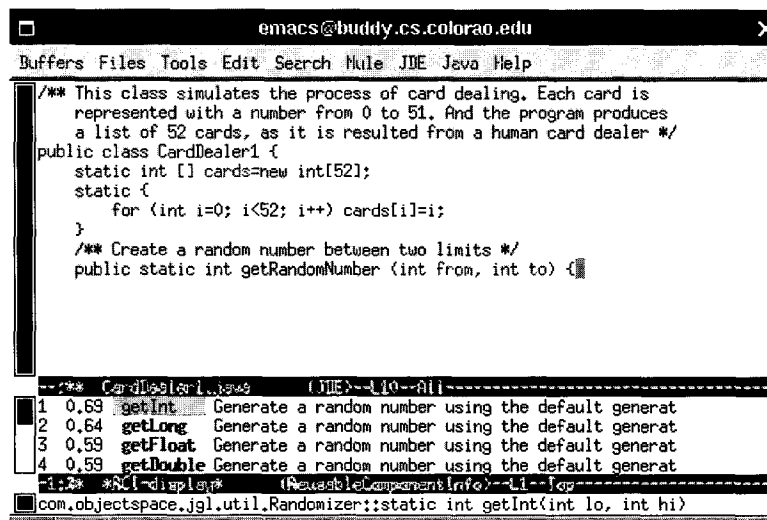 emacs@buddy.cs.colorao.edu
Buffers Files Tools Edit Search Mule JDE Java Help
/** This class simulates the process of card dealing. Each card is
represented with a number from 0 to 51. And the program produces
a list of 52 cards, as it is resulted from a human card dealer */
public class CardDealer1 {
static int [] cards=new int[52];
static {
for (int i=0; i<52; i++) cards[i]=i;
}
/** Create a random number between two limits */
public static int getRandomNumber (int from, int to) {
--:** CardDealer1.java (JDE)--L10--All----------
1 0.69 getInt Generate a random number using the default generat
2 0.64 getLong Generate a random number using the default generat
3 0.59 getFloat Generate a random number using the default generat
4 0.59 getDouble Generate a random number using the default generat
-1:2* *RCI-display* (ReusableComponentInfo)--L1--Top----------
com.objectspace.jgl.util.Randomizer::static int getInt(int lo, int hi)